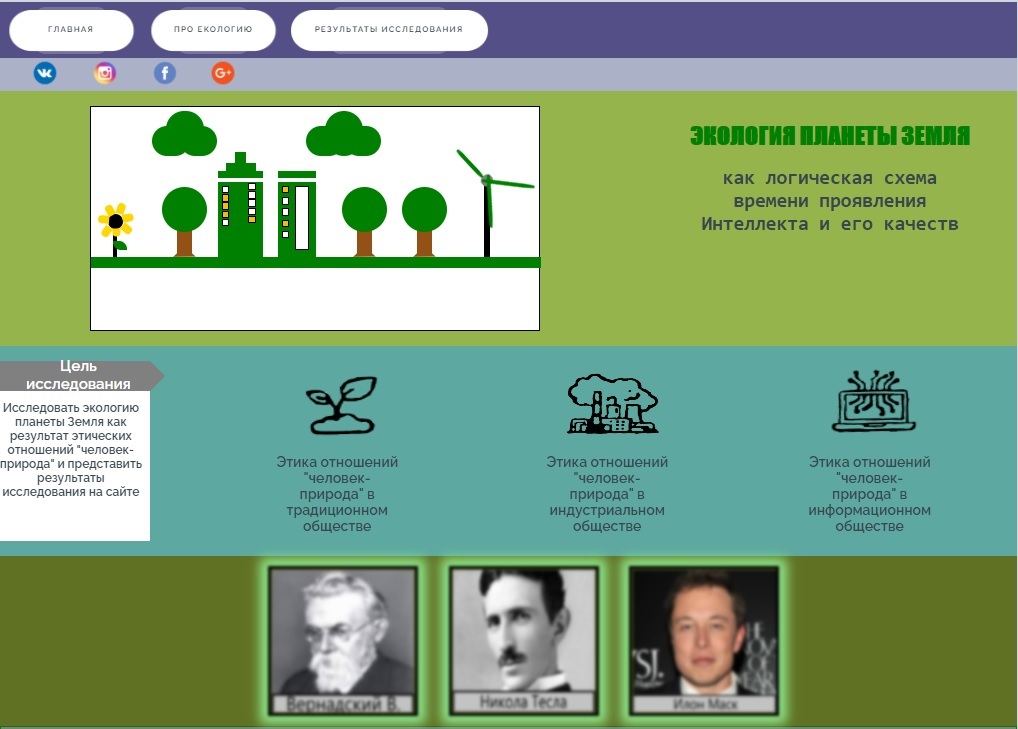 ГЛАВНАЯ
ПРО ЕКОЛОГИЮ
РЕЗУЛЬТАТЫ ИССЛЕДОВАНИЯ
ЭКОЛОГИЯ ПЛАНЕТЫ ЗЕМЛЯ
как логическая схема
времени проявления
Интеллекта и его качеств
Цель
исследования
Исследовать экологию
планеты Земля как
результат этических
отношений "человек-
природа" и представить
результаты
исследования на сайте
Этика отношений
"человек-
природа" в
традиционном
обществе
Этика отношений
"человек-
природа" в
индустриальном
обществе
Этика отношений
"человек-
природа" в
информационном
обществе
Вернадский В.
Никола Тесла
Илон Маск